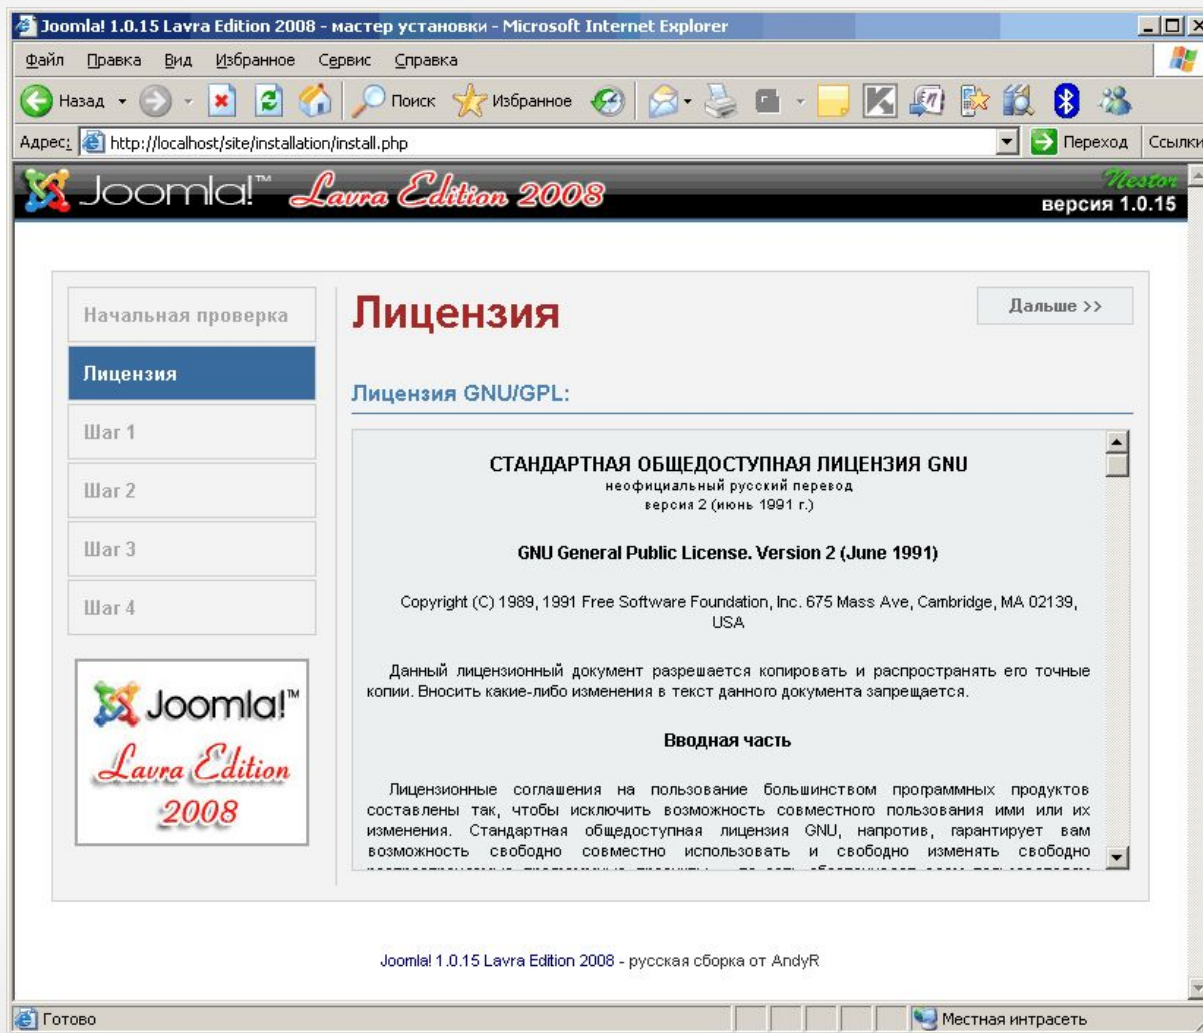 Joomla! 1.0.15 Lavra Edition 2008 - мастер установки - Microsoft Internet Explorer
Файл Правка Вид Избранное Сервис Справка
Назад Поиск Избранное
Адрес: http://localhost/site/installation/install.php Переход Ссылки
Joomla!™ Lavra Edition 2008 Nestor
версия 1.0.15
Начальная проверка
Лицензия
Шаг 1
Шаг 2
Шаг 3
Шаг 4
Joomla!™
Lavra Edition
2008
Лицензия
Дальше >>
Лицензия GNU/GPL:
СТАНДАРТНАЯ ОБЩЕДОСТУПНАЯ ЛИЦЕНЗИЯ GNU
неофициальный русский перевод
версия 2 (июнь 1991 г.)
GNU General Public License. Version 2 (June 1991)
Copyright (C) 1989, 1991 Free Software Foundation, Inc. 675 Mass Ave, Cambridge, MA 02139,
USA
Данный лицензионный документ разрешается копировать и распространять его точные
копии. Вносить какие-либо изменения в текст данного документа запрещается.
Вводная часть
Лицензионные соглашения на пользование большинством программных продуктов
составлены так, чтобы исключить возможность совместного пользования ими или их
изменения. Стандартная общедоступная лицензия GNU, напротив, гарантирует вам
возможность свободно совместно использовать и свободно изменять свободно
Joomla! 1.0.15 Lavra Edition 2008 - русская сборка от AndyR
Готово
Местная интрасеть